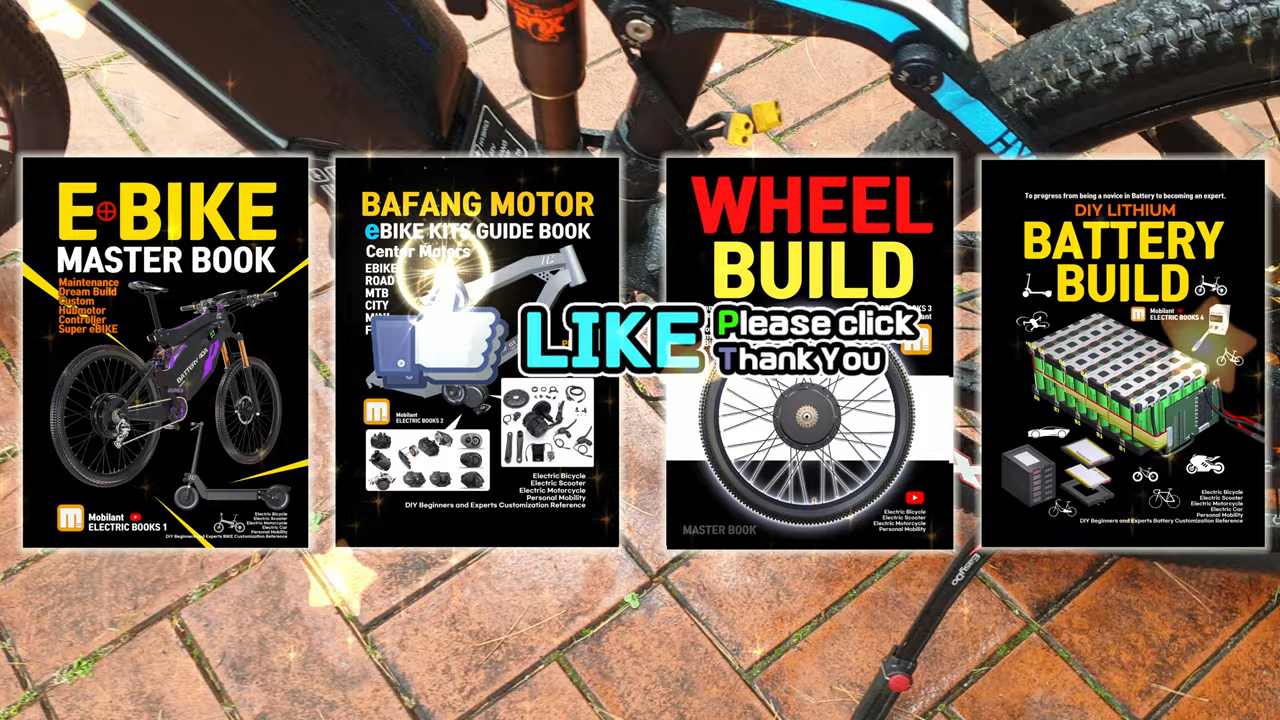 FOX
E-BIKE
MASTER BOOK
Maintenance
Dream Build
Custom
Hubmotor
Controller
Super eBIKE
BATTERY ADA
m!
Mobilant
ELECTRIC BOOKS 1
Electric Bicycle
Electric Scooter
Electric Motorcycle
Electric Car
Personal Mobility
DIY Beginners and Experts BIKE Customization Reference
BAFANG MOTOR
eBIKE KITS GUIDE BOOK
Center Motors
EBIKE
ROAD
MTB
CITY
MINI
m!
Mobilant
ELECTRIC BOOKS 2
Electric Bicycle
Electric Scooter
Electric Motorcycle
Personal Mobility
DIY Beginners and Experts Customization Reference
LIKE
Please click
Thank You
WHEEL
BUILD
MASTER BOOK
Electric Bicycle
Electric Scooter
Electric Motorcycle
Personal Mobility
To progress from being a novice in Battery to becoming an expert.
DIY LITHIUM
BATTERY
BUILD
m!
Mobilant
ELECTRIC BOOKS 4
Electric Bicycle
Electric Scooter
Electric Motorcycle
Electric Car
Personal Mobility
DIY Beginners and Experts Battery Customization Reference
EasyDo